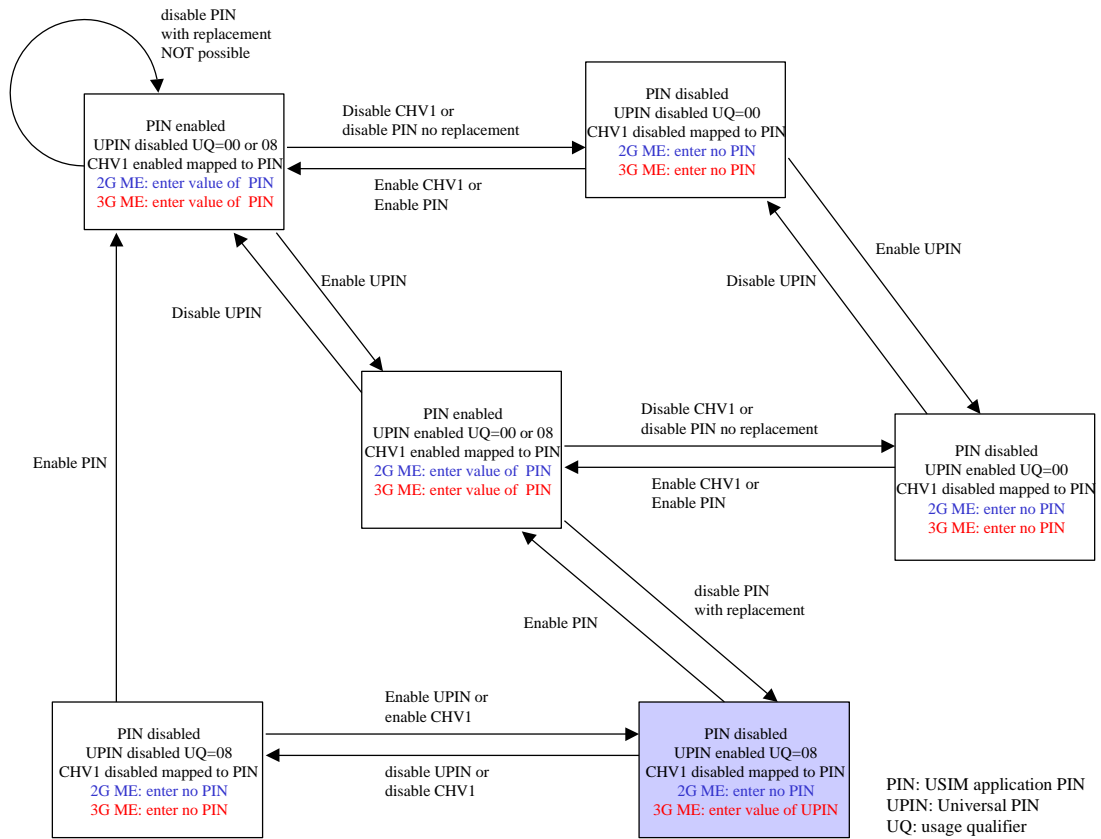 disable PIN
with replacement
NOT possible
PIN enabled
UPIN disabled UQ=00 or 08
CHV1 enabled mapped to PIN
2G ME: enter value of PIN
3G ME: enter value of PIN
Disable CHV1 or
disable PIN no replacement
Enable CHV1 or
Enable PIN
PIN disabled
UPIN disabled UQ=00
CHV1 disabled mapped to PIN
2G ME: enter no PIN
3G ME: enter no PIN
Enable UPIN
Disable UPIN
Enable UPIN
Disable UPIN
Enable PIN
PIN enabled
UPIN enabled UQ=00 or 08
CHV1 enabled mapped to PIN
2G ME: enter value of PIN
3G ME: enter value of PIN
Disable CHV1 or
disable PIN no replacement
Enable CHV1 or
Enable PIN
PIN disabled
UPIN enabled UQ=00
CHV1 disabled mapped to PIN
2G ME: enter no PIN
3G ME: enter no PIN
disable PIN
with replacement
Enable PIN
PIN disabled
UPIN disabled UQ=08
CHV1 disabled mapped to PIN
2G ME: enter no PIN
3G ME: enter no PIN
Enable UPIN or
enable CHV1
disable UPIN or
disable CHV1
PIN disabled
UPIN enabled UQ=08
CHV1 disabled mapped to PIN
2G ME: enter no PIN
3G ME: enter value of UPIN
PIN: USIM application PIN
UPIN: Universal PIN
UQ: usage qualifier